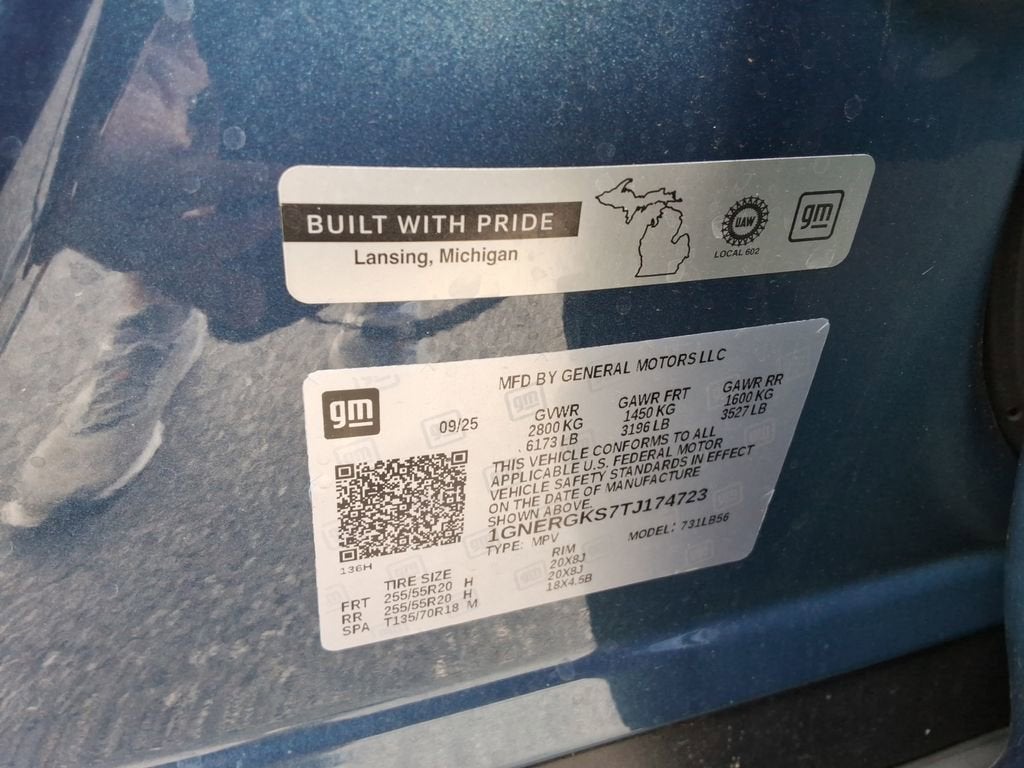 BUILT WITH PRIDE
Lansing, Michigan
UAW
LOCAL 602
gm
gm
MFD BY GENERAL MOTORS LLC
09/25
GVWR GAWR FRT GAWR RR
2800 KG 1450 KG 1600 KG
6173 LB 3196 LB 3527 LB
THIS VEHICLE CONFORMS TO ALL
APPLICABLE U.S. FEDERAL MOTOR
VEHICLE SAFETY STANDARDS IN EFFECT
ON THE DATE OF MANUFACTURE
SHOWN ABOVE.
1GNERGKS7TJ174723
TYPE: MPV MODEL: 731LB56
136H
TIRE SIZE RIM
FRT 255/55R20 H 20X8J
RR 255/55R20 H 20X8J
SPA T135/70R18 M 18X4.5B